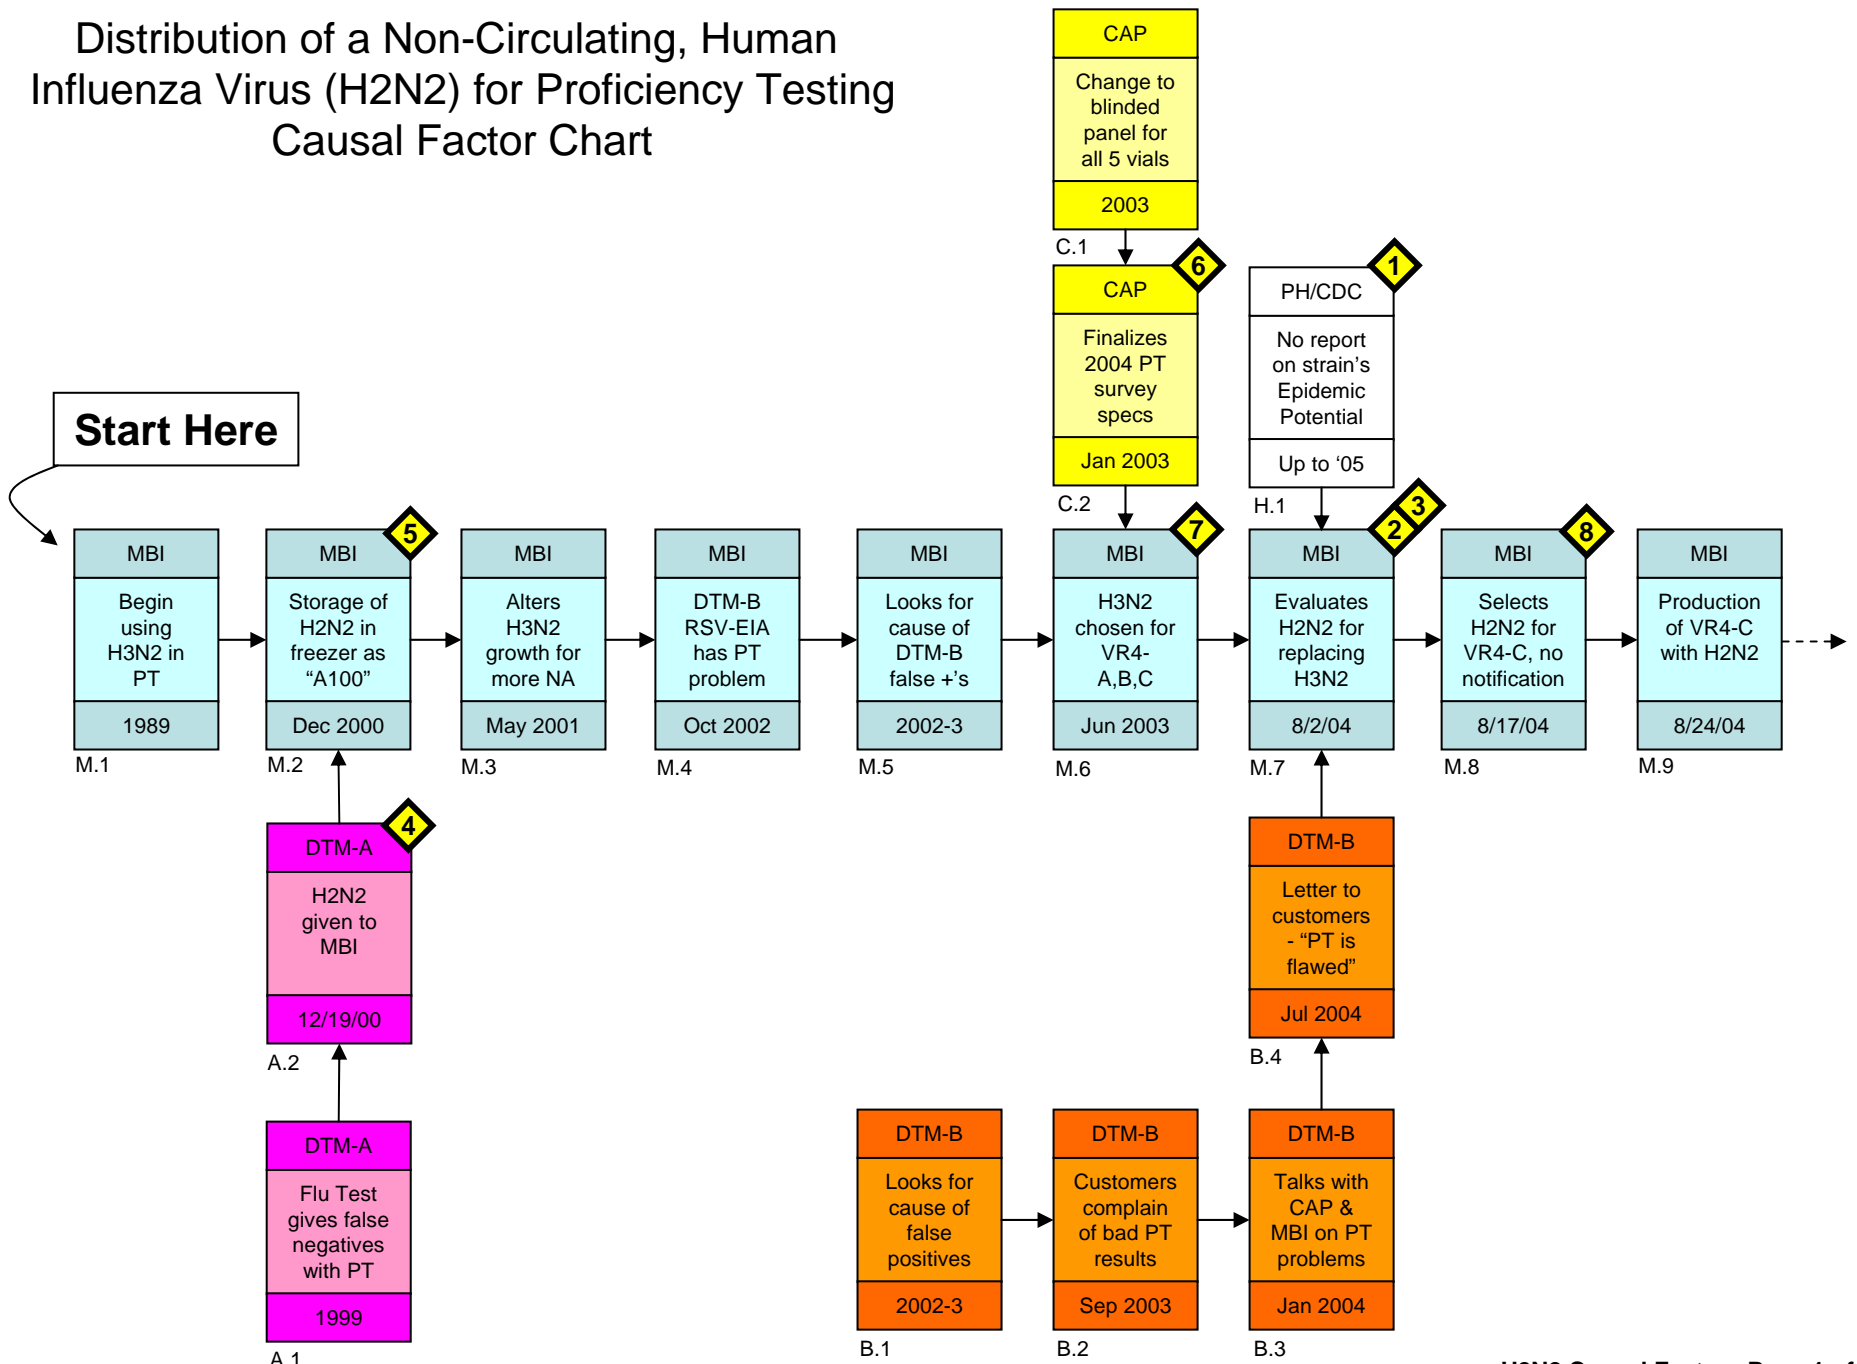 Distribution of a Non-Circulating, Human
Influenza Virus (H2N2) for Proficiency Testing
Causal Factor Chart
CAP
Change to
blinded
panel for
all 5 vials
2003
C.1
6
CAP
Finalizes
2004 PT
survey
specs
Jan 2003
C.2
1
PH/CDC
No report
on strain’s
Epidemic
Potential
Up to ‘05
H.1
Start Here
MBI
Begin
using
H3N2 in
PT
1989
M.1
5
MBI
Storage of
H2N2 in
freezer as
“A100”
Dec 2000
M.2
MBI
Alters
H3N2
growth for
more NA
May 2001
M.3
MBI
DTM-B
RSV-EIA
has PT
problem
Oct 2002
M.4
MBI
Looks for
cause of
DTM-B
false +’s
2002-3
M.5
7
MBI
H3N2
chosen for
VR4-
A,B,C
Jun 2003
M.6
3
2
MBI
Evaluates
H2N2 for
replacing
H3N2
8/2/04
M.7
8
MBI
Selects
H2N2 for
VR4-C, no
notification
8/17/04
M.8
MBI
Production
of VR4-C
with H2N2
8/24/04
M.9
4
DTM-A
H2N2
given to
MBI
12/19/00
A.2
DTM-A
Flu Test
gives false
negatives
with PT
1999
A.1
DTM-B
Letter to
customers
- “PT is
flawed”
Jul 2004
B.4
DTM-B
Looks for
cause of
false
positives
2002-3
B.1
DTM-B
Customers
complain
of bad PT
results
Sep 2003
B.2
DTM-B
Talks with
CAP &
MBI on PT
problems
Jan 2004
B.3